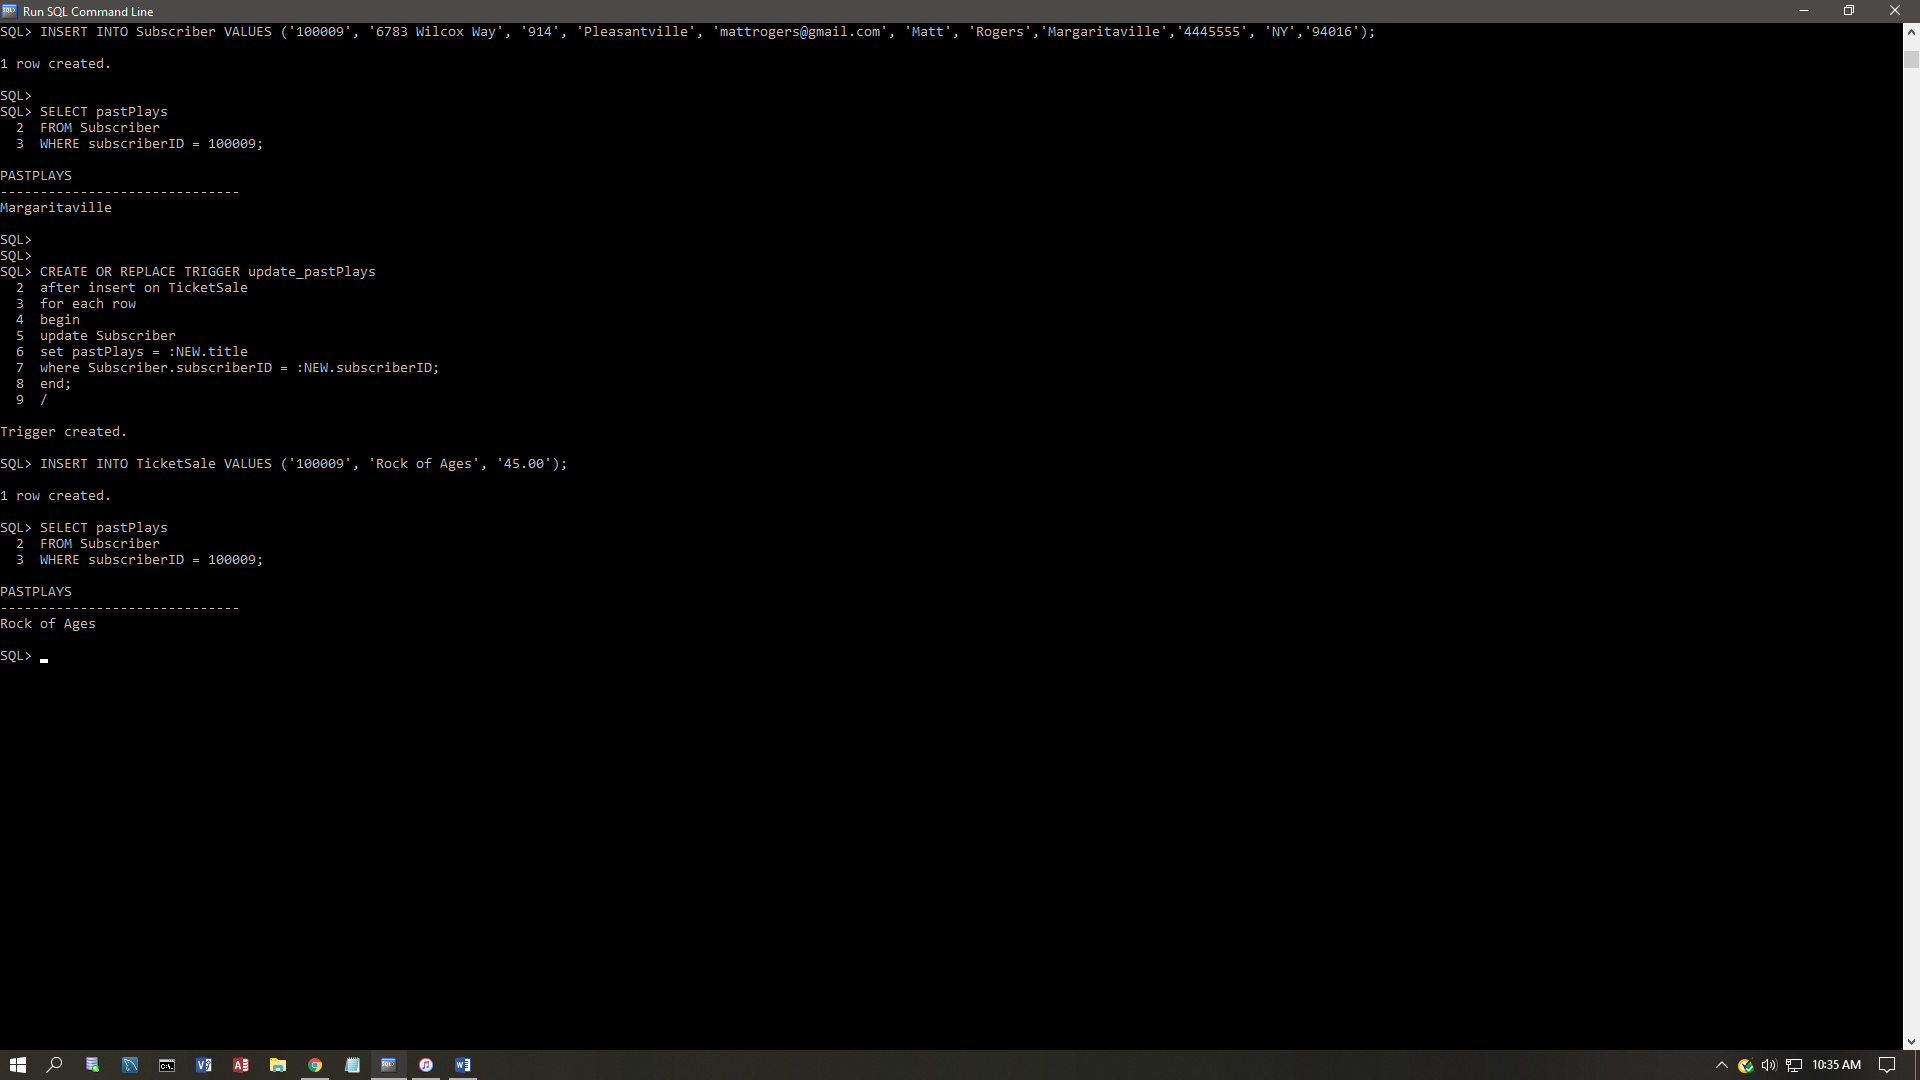 Run SQL Command Line
SQL> INSERT INTO Subscriber VALUES ('100009', '6783 Wilcox Way', '914', 'Pleasantville', 'mattrogers@gmail.com', 'Matt', 'Rogers','Margaritaville','4445555', 'NY','94016');
1 row created.
SQL>
SQL> SELECT pastPlays
2 FROM Subscriber
3 WHERE subscriberID = 100009;
PASTPLAYS
------------------------------
Margaritaville
SQL>
SQL>
SQL> CREATE OR REPLACE TRIGGER update_pastPlays
2 after insert on TicketSale
3 for each row
4 begin
5 update Subscriber
6 set pastPlays = :NEW.title
7 where Subscriber.subscriberID = :NEW.subscriberID;
8 end;
9 /
Trigger created.
SQL> INSERT INTO TicketSale VALUES ('100009', 'Rock of Ages', '45.00');
1 row created.
SQL> SELECT pastPlays
2 FROM Subscriber
3 WHERE subscriberID = 100009;
PASTPLAYS
------------------------------
Rock of Ages
SQL>
10:35 AM